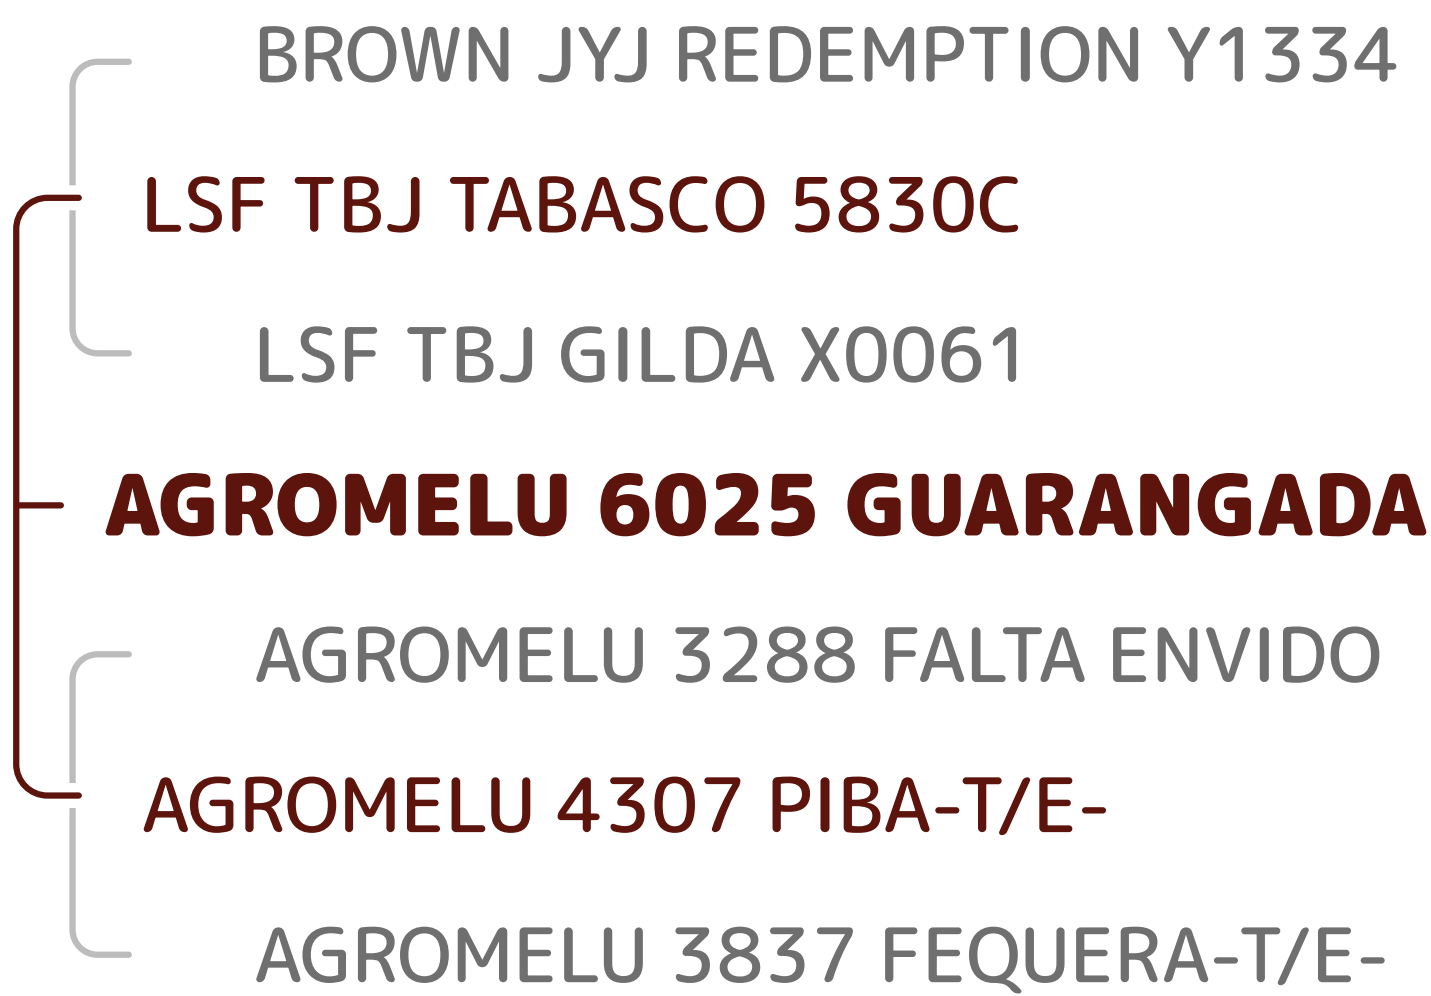 BROWN JYJ REDEMPTION Y1334
LSF TBJ TABASCO 5830C
LSF TBJ GILDA X0061
AGROMELU 6025 GUARANGADA
AGROMELU 3288 FALTA ENVIDO
AGROMELU 4307 PIBA-T/E-
AGROMELU 3837 FEQUERA-T/E-